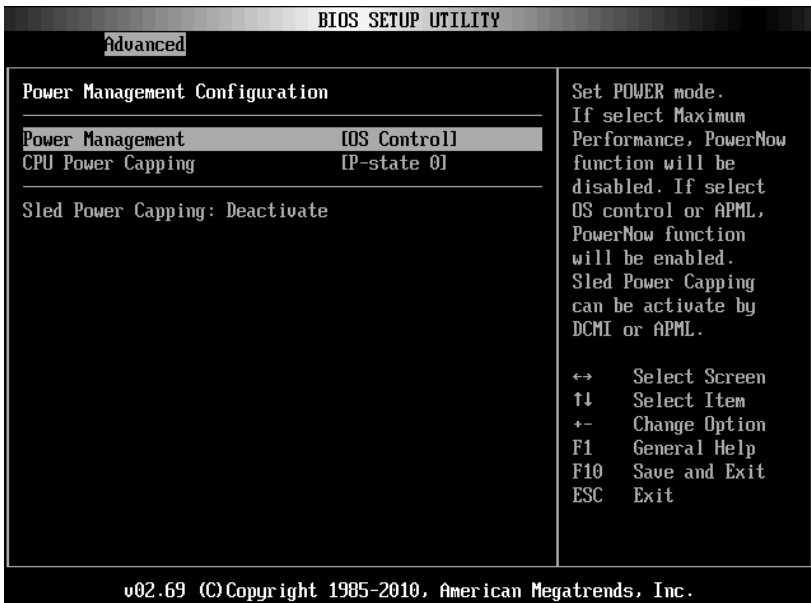 BIOS SETUP UTILITY
Advanced
Power Management Configuration
Power Management [OS Control]
CPU Power Capping [P-state 0]
Sled Power Capping: Deactivate
Set POWER mode.
If select Maximum
Performance, PowerNow
function will be
disabled. If select
OS control or APML,
PowerNow function
will be enabled.
Sled Power Capping
can be activate by
DCMI or APML.
↔ Select Screen
↑↓ Select Item
+- Change Option
F1 General Help
F10 Save and Exit
ESC Exit
v02.69 (C)Copyright 1985-2010, American Megatrends, Inc.